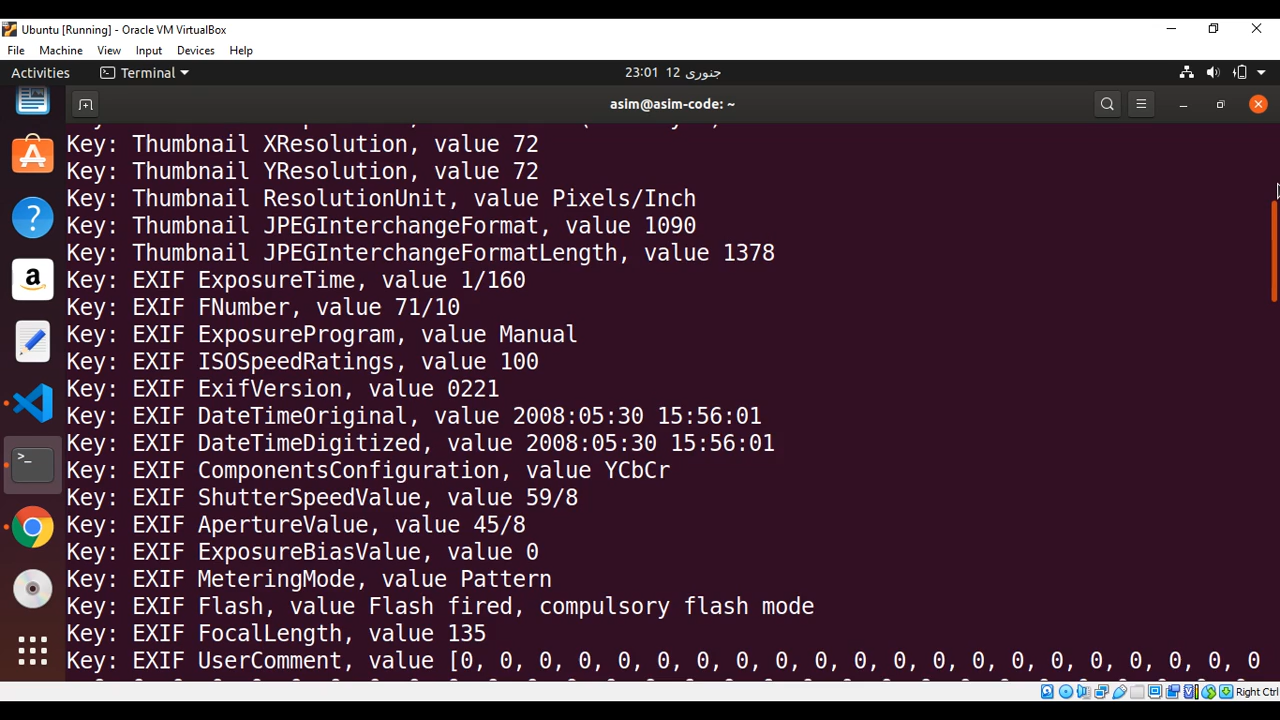 Ubuntu [Running] - Oracle VM VirtualBox
File Machine View Input Devices Help
Activities Terminal 23:01 12 جنوری
asim@asim-code: ~
Key: Thumbnail XResolution, value 72
Key: Thumbnail YResolution, value 72
Key: Thumbnail ResolutionUnit, value Pixels/Inch
Key: Thumbnail JPEGInterchangeFormat, value 1090
Key: Thumbnail JPEGInterchangeFormatLength, value 1378
Key: EXIF ExposureTime, value 1/160
Key: EXIF FNumber, value 71/10
Key: EXIF ExposureProgram, value Manual
Key: EXIF ISOSpeedRatings, value 100
Key: EXIF ExifVersion, value 0221
Key: EXIF DateTimeOriginal, value 2008:05:30 15:56:01
Key: EXIF DateTimeDigitized, value 2008:05:30 15:56:01
Key: EXIF ComponentsConfiguration, value YCbCr
Key: EXIF ShutterSpeedValue, value 59/8
Key: EXIF ApertureValue, value 45/8
Key: EXIF ExposureBiasValue, value 0
Key: EXIF MeteringMode, value Pattern
Key: EXIF Flash, value Flash fired, compulsory flash mode
Key: EXIF FocalLength, value 135
Key: EXIF UserComment, value [0, 0, 0, 0, 0, 0, 0, 0, 0, 0, 0, 0, 0, 0, 0, 0, 0, 0, 0, 0, 0
Right Ctrl